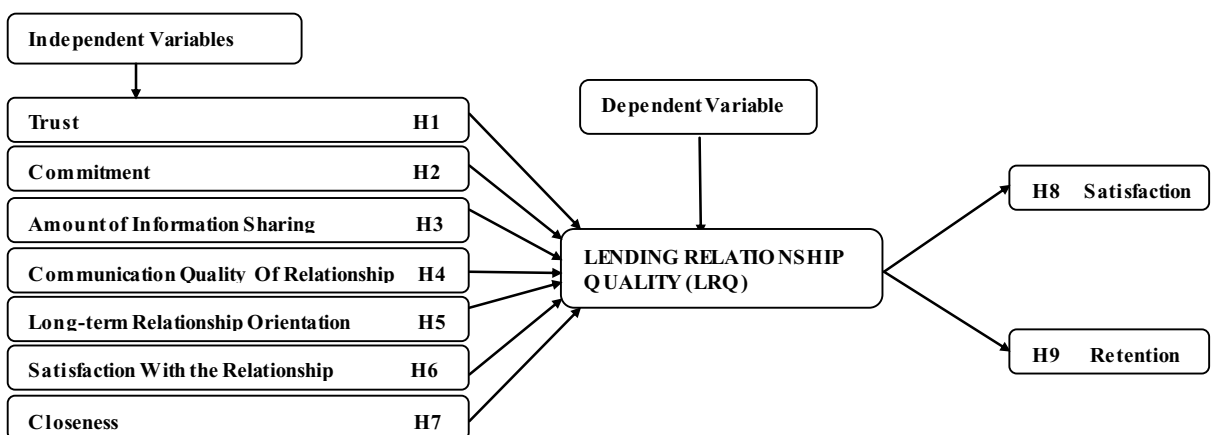 Independent Variables
Trust H1
Commitment H2
Amount of Information Sharing H3
Communication Quality Of Relationship H4
Long-term Relationship Orientation H5
Satisfaction With the Relationship H6
Closeness H7
Dependent Variable
LENDING RELATIONSHIP
QUALITY (LRQ)
H8 Satisfaction
H9 Retention